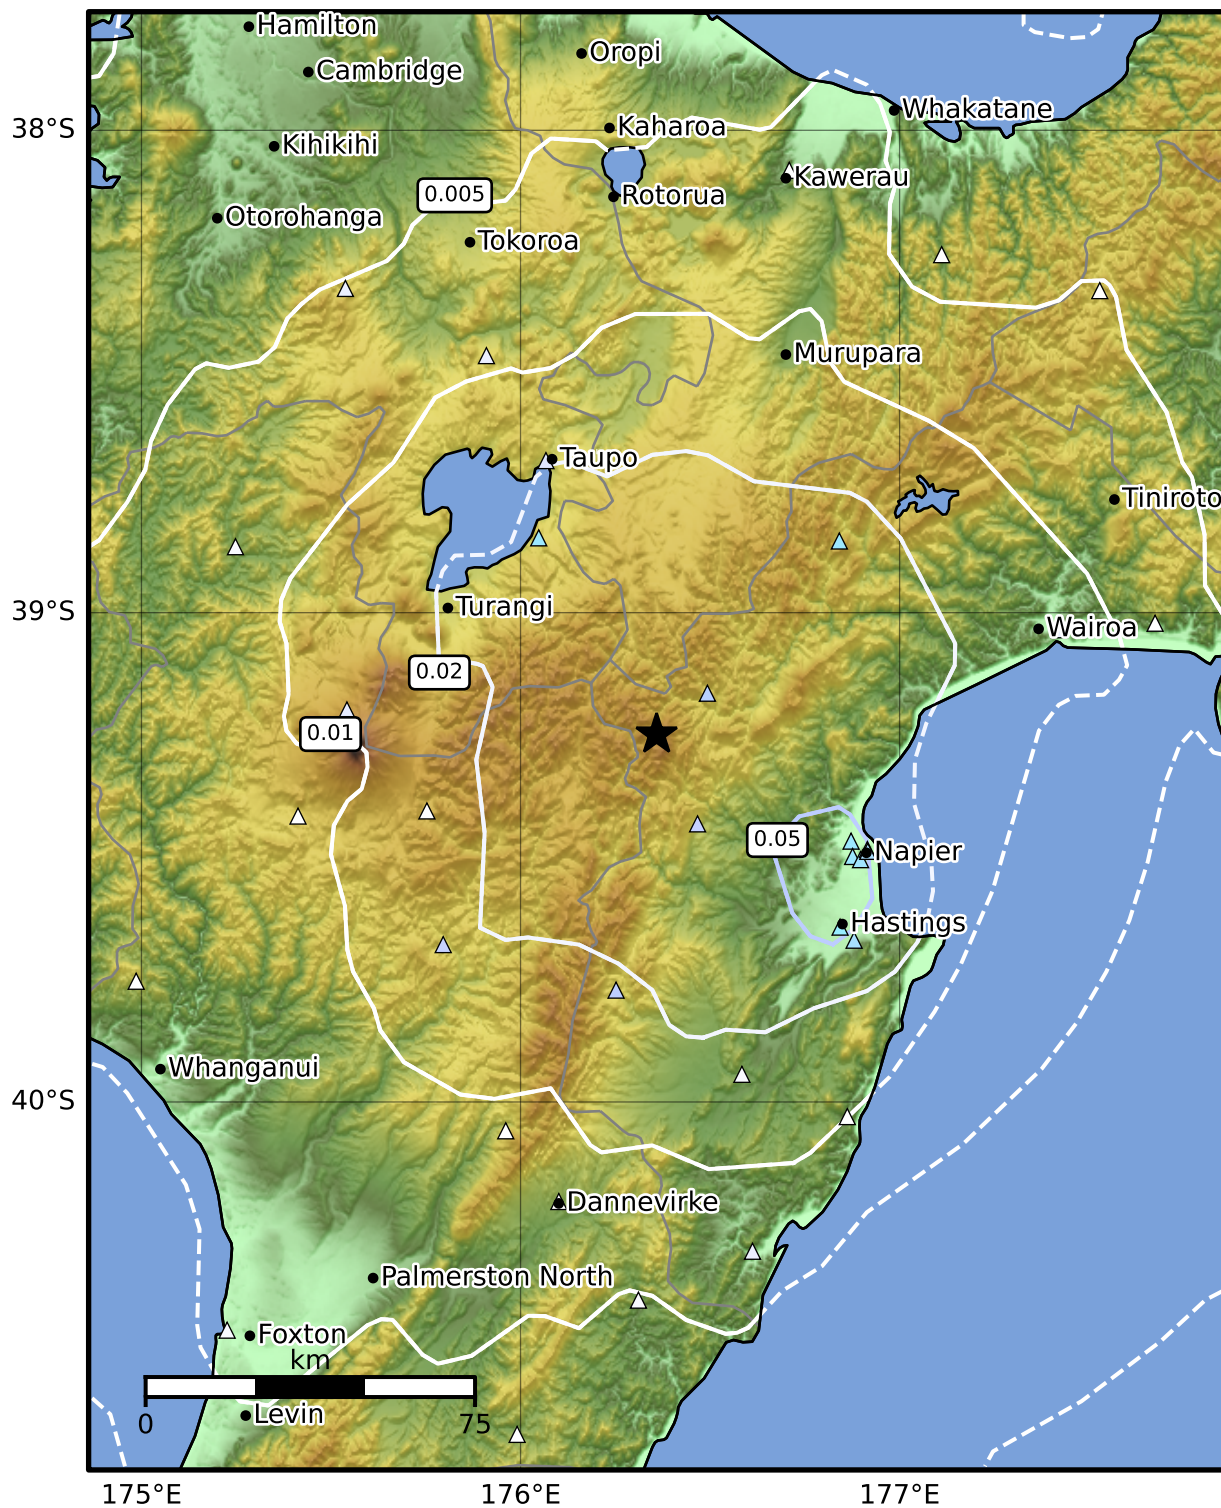 Hamilton
Oropi
Cambridge
Whakatane
38°S
Kaharoa
Kihikihi
Kawerau
0.005
Rotorua
Otorohanga
Tokoroa
Murupara
Taupo
Tiniroto
39°S
Turangi
Wairoa
0.02
0.01
0.05
Napier
Hastings
Whanganui
40°S
Dannevirke
Palmerston North
Foxton
km
Levin
0
75
175°E
176°E
177°E